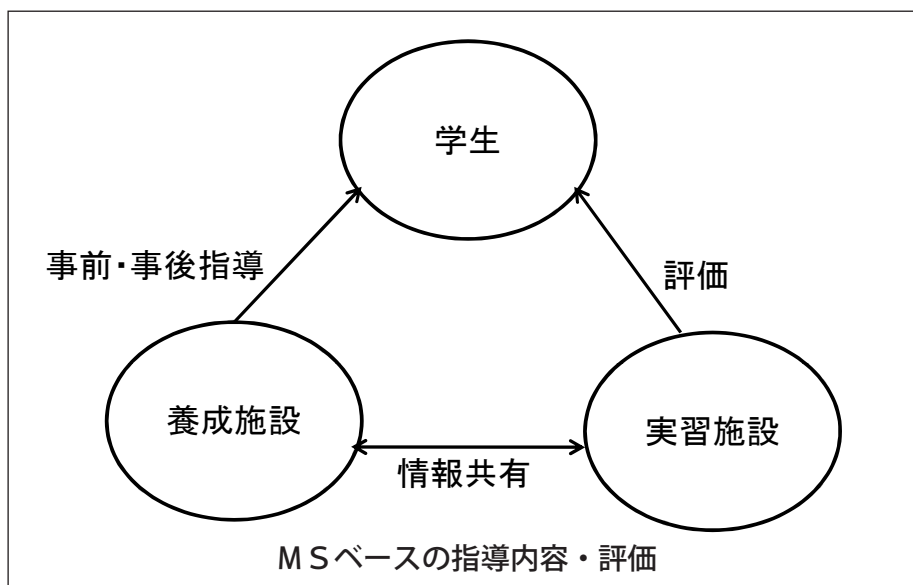 学生
事前・事後指導
評価
養成施設
実習施設
情報共有
ＭＳベースの指導内容・評価